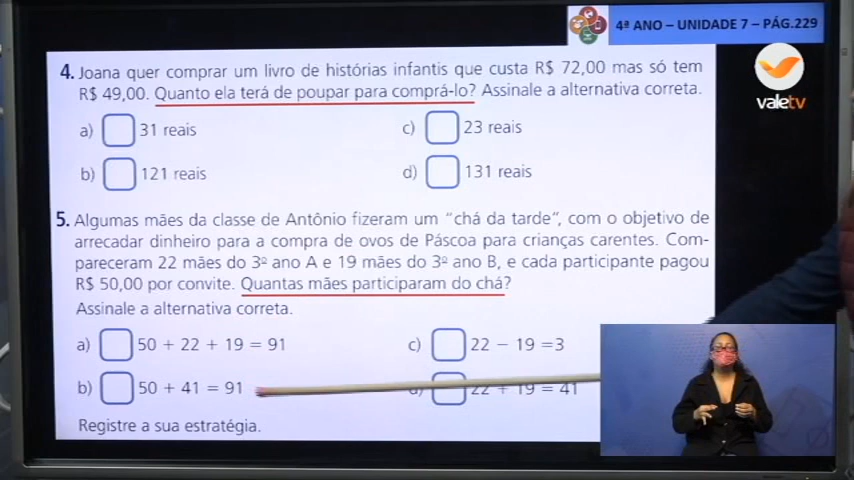 4ª ANO – UNIDADE 7 – PÁG.229
valetv
4. Joana quer comprar um livro de histórias infantis que custa R$ 72,00 mas só tem
R$ 49,00. Quanto ela terá de poupar para comprá-lo? Assinale a alternativa correta.
a) 31 reais
c) 23 reais
b) 121 reais
d) 131 reais
5. Algumas mães da classe de Antônio fizeram um “chá da tarde”, com o objetivo de
arrecadar dinheiro para a compra de ovos de Páscoa para crianças carentes. Com-
pareceram 22 mães do 3º ano A e 19 mães do 3º ano B, e cada participante pagou
R$ 50,00 por convite. Quantas mães participaram do chá?
Assinale a alternativa correta.
a) 50 + 22 + 19 = 91
c) 22 − 19 =3
b) 50 + 41 = 91
d) 22 + 19 = 41
Registre a sua estratégia.